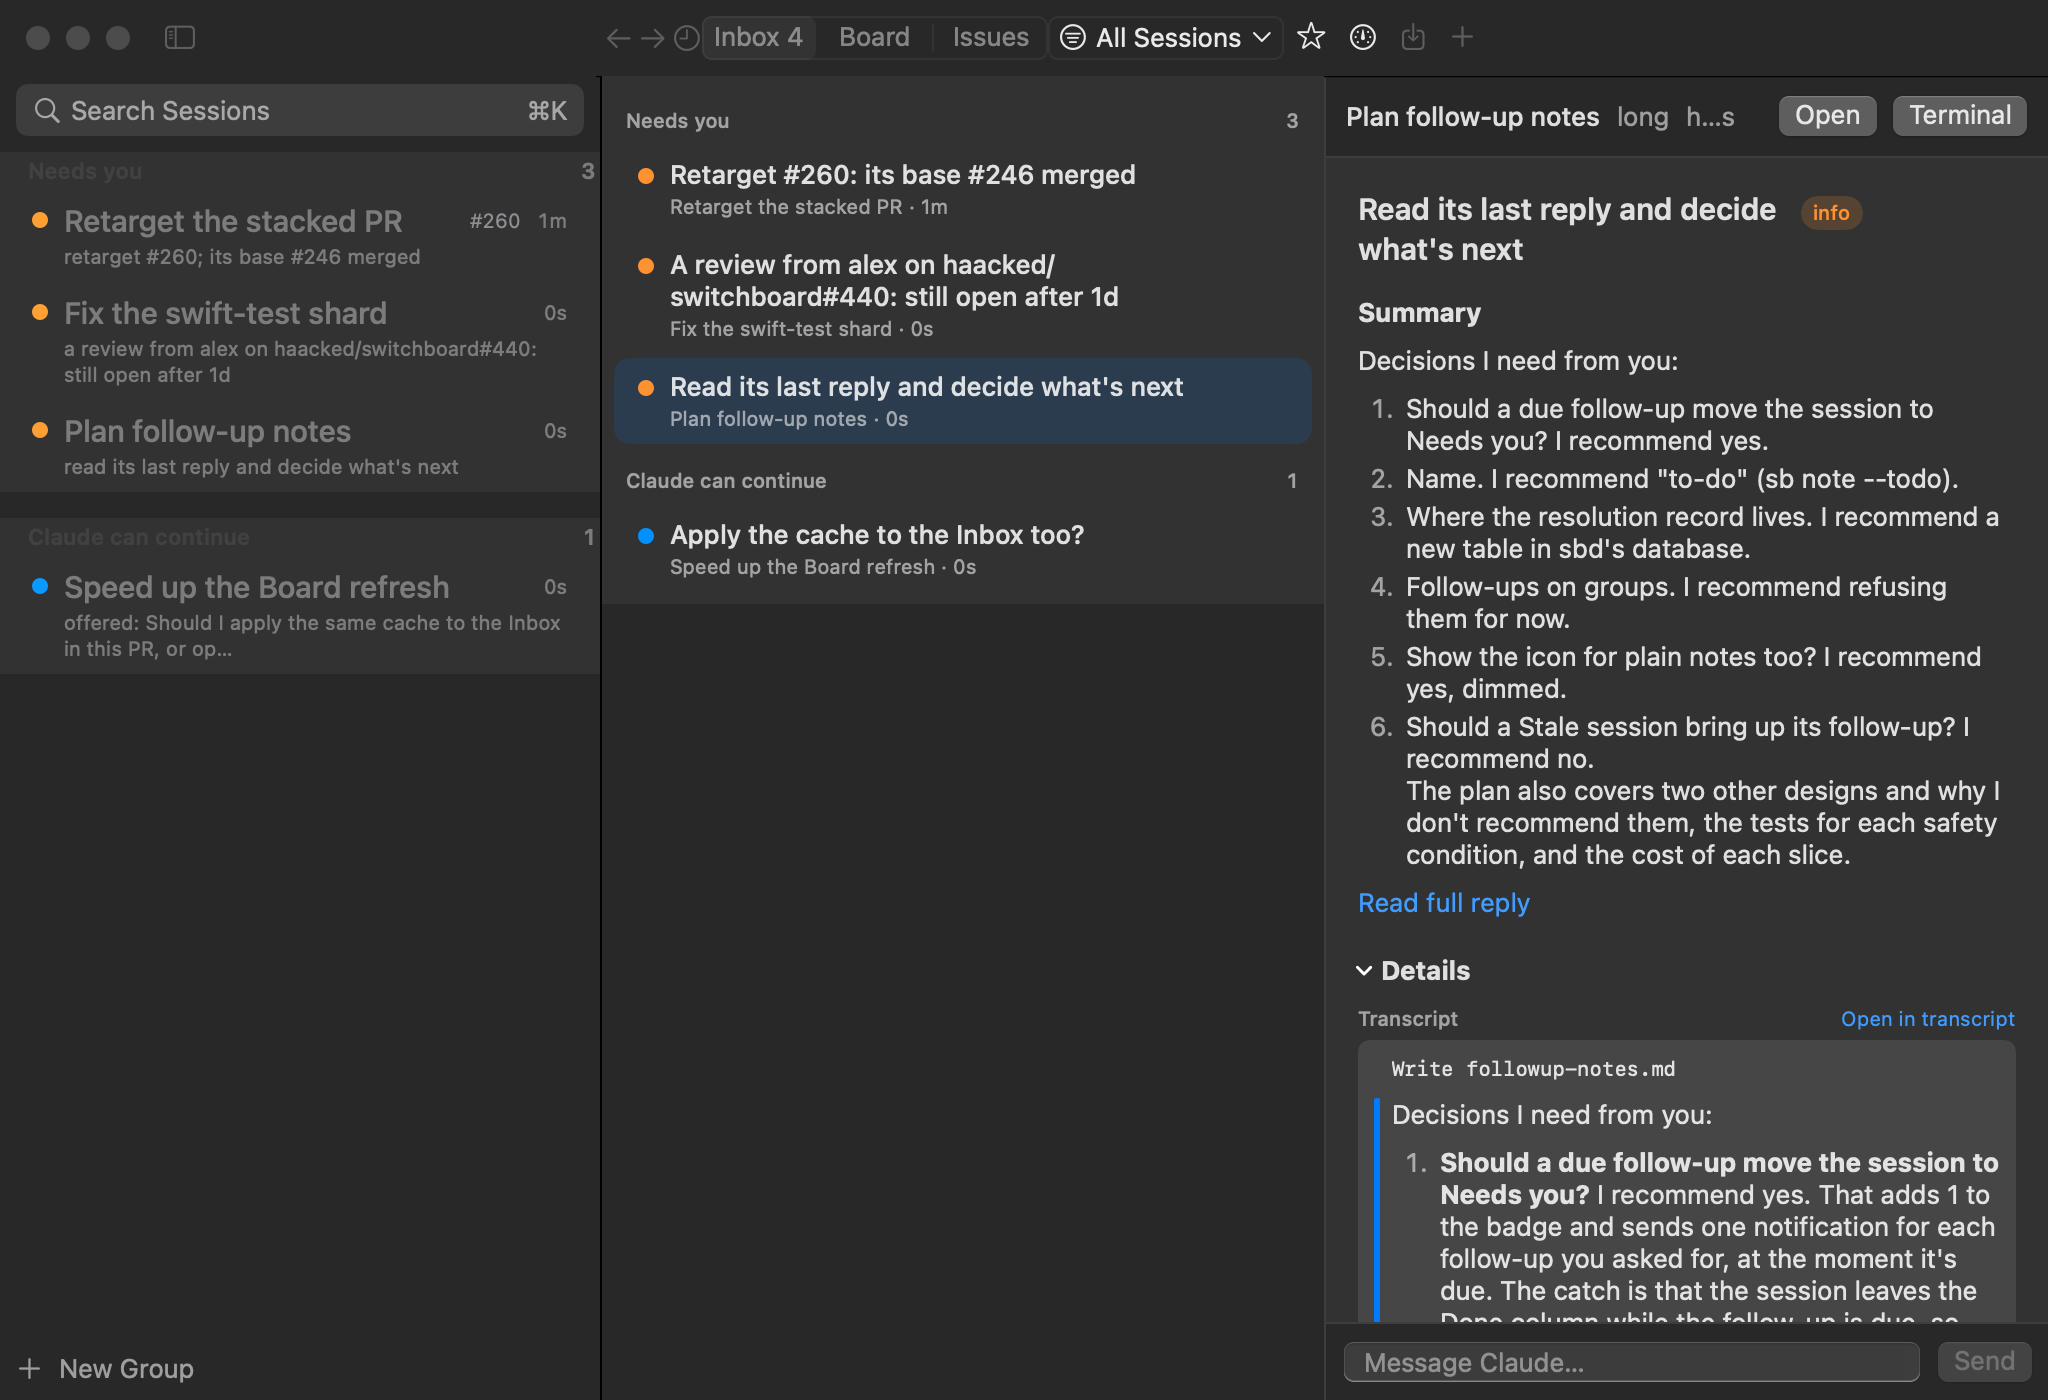 Inbox 4 Board Issues All Sessions
Search Sessions ⌘K
Needs you 3
Retarget the stacked PR #260 1m
retarget #260; its base #246 merged
Fix the swift-test shard 0s
a review from alex on haacked/switchboard#440:
still open after 1d
Plan follow-up notes 0s
read its last reply and decide what's next
Claude can continue 1
Speed up the Board refresh 0s
offered: Should I apply the same cache to the Inbox
in this PR, or op...
New Group
Needs you 3
Retarget #260: its base #246 merged
Retarget the stacked PR · 1m
A review from alex on haacked/
switchboard#440: still open after 1d
Fix the swift-test shard · 0s
Read its last reply and decide what's next
Plan follow-up notes · 0s
Claude can continue 1
Apply the cache to the Inbox too?
Speed up the Board refresh · 0s
Plan follow-up notes long h...s Open Terminal
Read its last reply and decide info
what's next
Summary
Decisions I need from you:
1. Should a due follow-up move the session to
Needs you? I recommend yes.
2. Name. I recommend "to-do" (sb note --todo).
3. Where the resolution record lives. I recommend a
new table in sbd's database.
4. Follow-ups on groups. I recommend refusing
them for now.
5. Show the icon for plain notes too? I recommend
yes, dimmed.
6. Should a Stale session bring up its follow-up? I
recommend no.
The plan also covers two other designs and why I
don't recommend them, the tests for each safety
condition, and the cost of each slice.
Read full reply
Details
Transcript Open in transcript
Write followup-notes.md
Decisions I need from you:
1. Should a due follow-up move the session to
Needs you? I recommend yes. That adds 1 to
the badge and sends one notification for each
follow-up you asked for, at the moment it's
due. The catch is that the session leaves the
Done column while the follow-up is due, so
Message Claude... Send